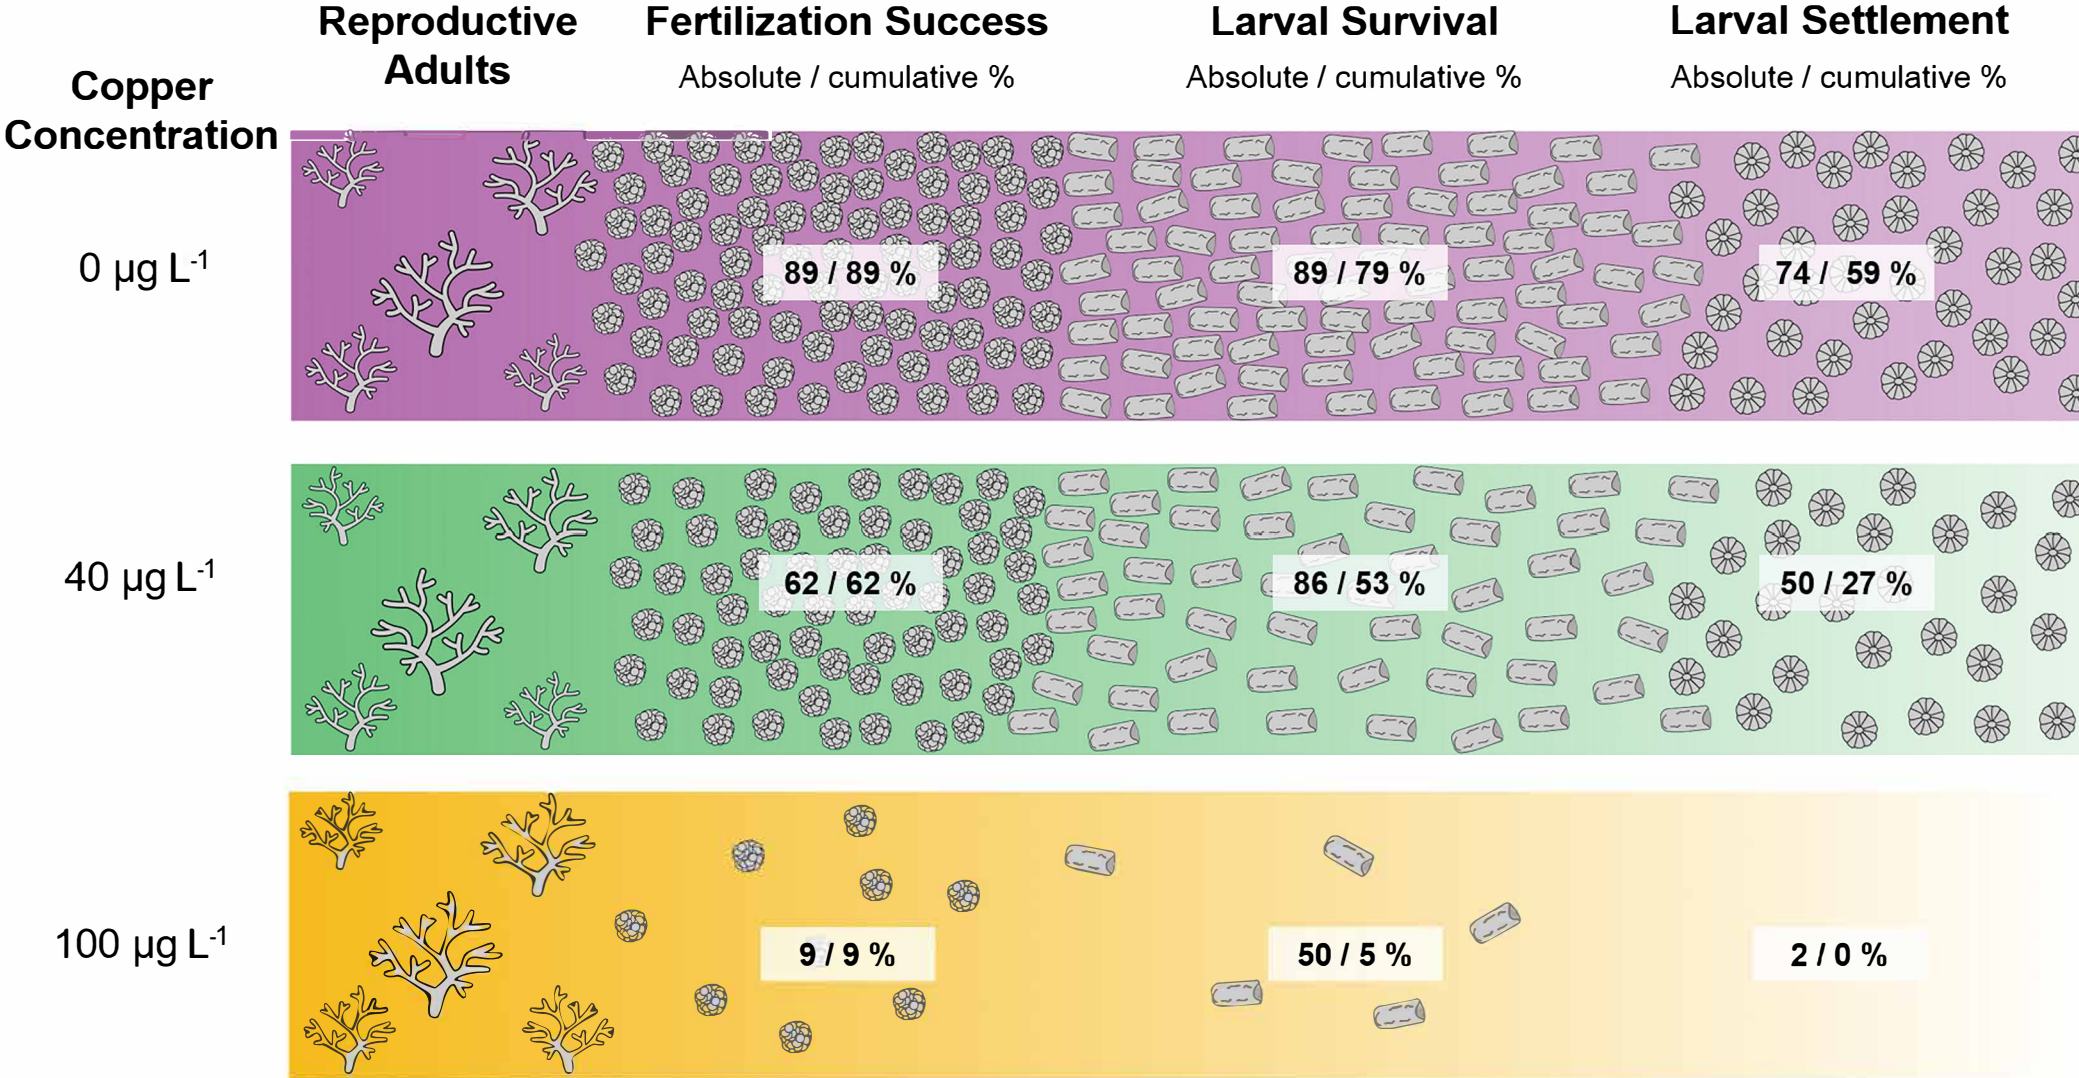 Reproductive Adults
Fertilization Success
Absolute / cumulative %
Larval Survival
Absolute / cumulative %
Larval Settlement
Absolute / cumulative %
Copper
Concentration
0 µg L-1
89 / 89 %
89 / 79 %
74 / 59 %
40 µg L-1
62 / 62 %
86 / 53 %
50 / 27 %
100 µg L-1
9 / 9 %
50 / 5 %
2 / 0 %